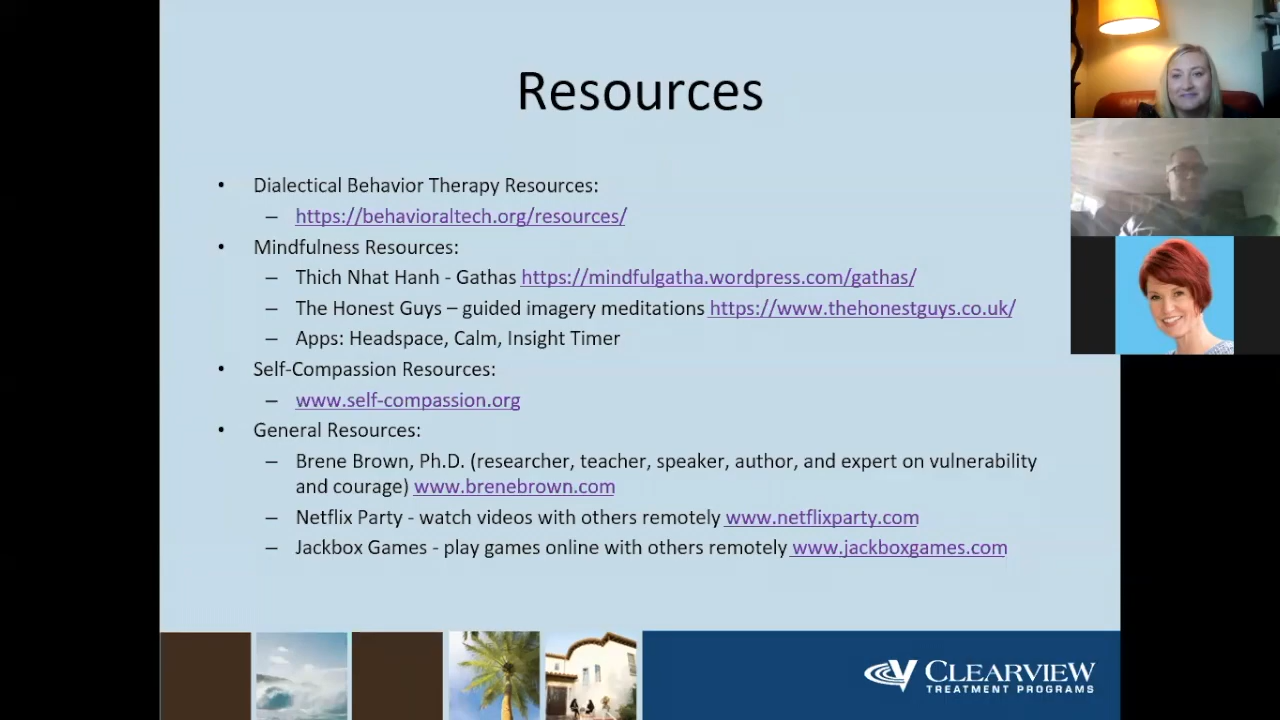 Resources
• Dialectical Behavior Therapy Resources:
– https://behavioraltech.org/resources/
• Mindfulness Resources:
– Thich Nhat Hanh - Gathas https://mindfulgatha.wordpress.com/gathas/
– The Honest Guys – guided imagery meditations https://www.thehonestguys.co.uk/
– Apps: Headspace, Calm, Insight Timer
• Self-Compassion Resources:
– www.self-compassion.org
• General Resources:
– Brene Brown, Ph.D. (researcher, teacher, speaker, author, and expert on vulnerability
and courage) www.brenebrown.com
– Netflix Party - watch videos with others remotely www.netflixparty.com
– Jackbox Games - play games online with others remotely www.jackboxgames.com
CLEARVIEW
TREATMENT PROGRAMS